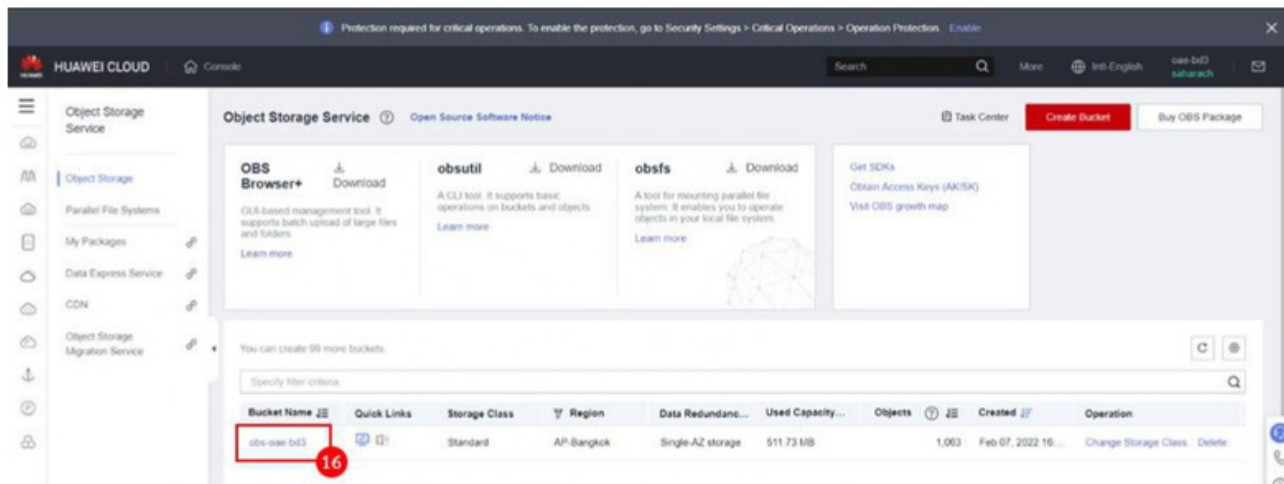 Protection required for critical operations. To enable the protection, go to Security Settings > Critical Operations > Operation Protection. Enable
HUAWEI
HUAWEI CLOUD
Console
Search
More
Intl-English
oae-bd3
saharach
Object Storage
Service
Object Storage
Parallel File Systems
My Packages
Data Express Service
CDN
Object Storage
Migration Service
Object Storage Service
Open Source Software Notice
Task Center
Create Bucket
Buy OBS Package
OBS
Browser+
Download
GUI-based management tool. It
supports batch upload of large files
and folders.
Learn more
obsutil
Download
A CLI tool. It supports basic
operations on buckets and objects.
Learn more
obsfs
Download
A tool for mounting parallel file
system. It enables you to operate
objects in your local file system.
Learn more
Get SDKs
Obtain Access Keys (AK/SK)
Visit OBS growth map
You can create 99 more buckets.
Specify filter criteria.
Bucket Name Quick Links Storage Class Region Data Redundanc... Used Capacity... Objects Created Operation
obs-oae-bd3 Standard AP-Bangkok Single-AZ storage 511.73 MB 1,063 Feb 07, 2022 16:... Change Storage Class Delete
16